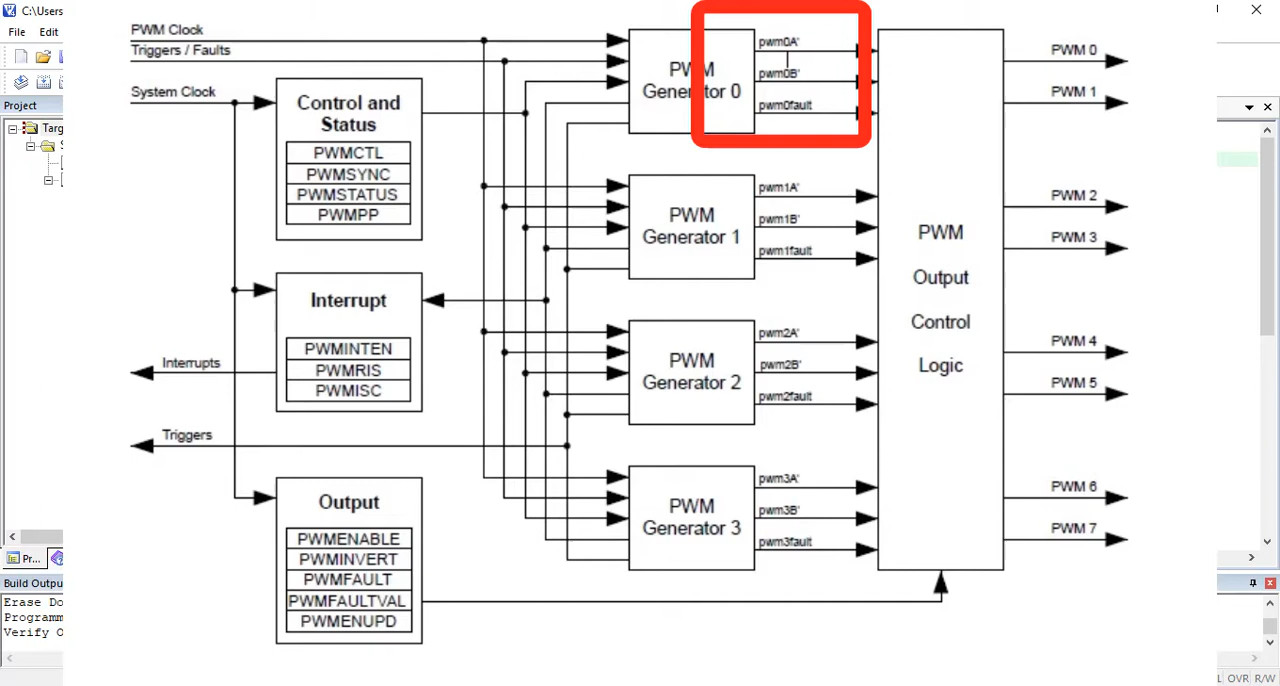 C:\Users
File Edit
Project
Targ
S
Pr...
Build Outpu
Erase Do
Programm
Verify O
OVR R/W
PWM Clock
Triggers / Faults
System Clock
Control and
Status
PWMCTL
PWMSYNC
PWMSTATUS
PWMPP
Interrupt
PWMINTEN
PWMRIS
PWMISC
Interrupts
Triggers
Output
PWMENABLE
PWMINVERT
PWMFAULT
PWMFAULTVAL
PWMENUPD
PWM
Generator 0
pwm0A'
pwm0B'
pwm0fault
PWM
Generator 1
pwm1A'
pwm1B'
pwm1fault
PWM
Generator 2
pwm2A'
pwm2B'
pwm2fault
PWM
Generator 3
pwm3A'
pwm3B'
pwm3fault
PWM
Output
Control
Logic
PWM 0
PWM 1
PWM 2
PWM 3
PWM 4
PWM 5
PWM 6
PWM 7